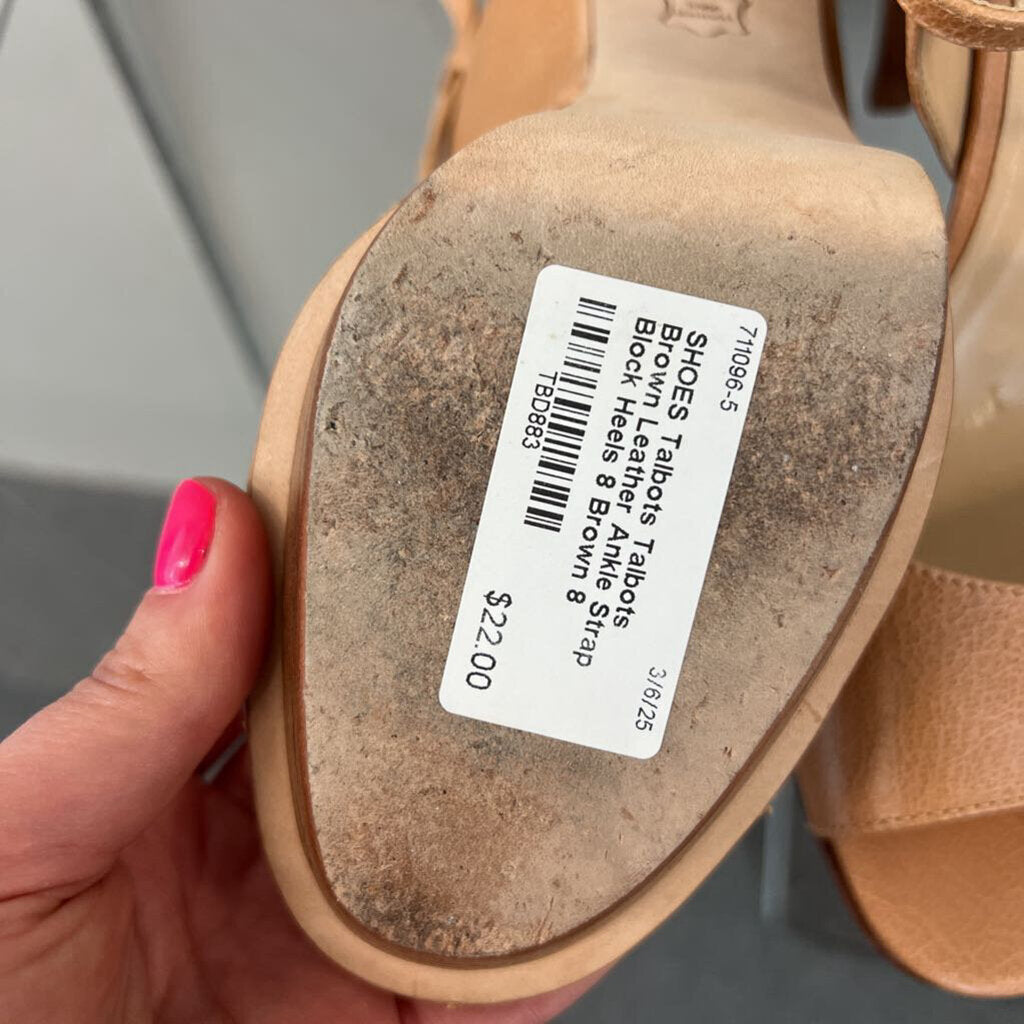 711096-5
3/6/25
SHOES Talbots Talbots
Brown Leather Ankle Strap
Block Heels 8 Brown 8
TBD883
$22.00